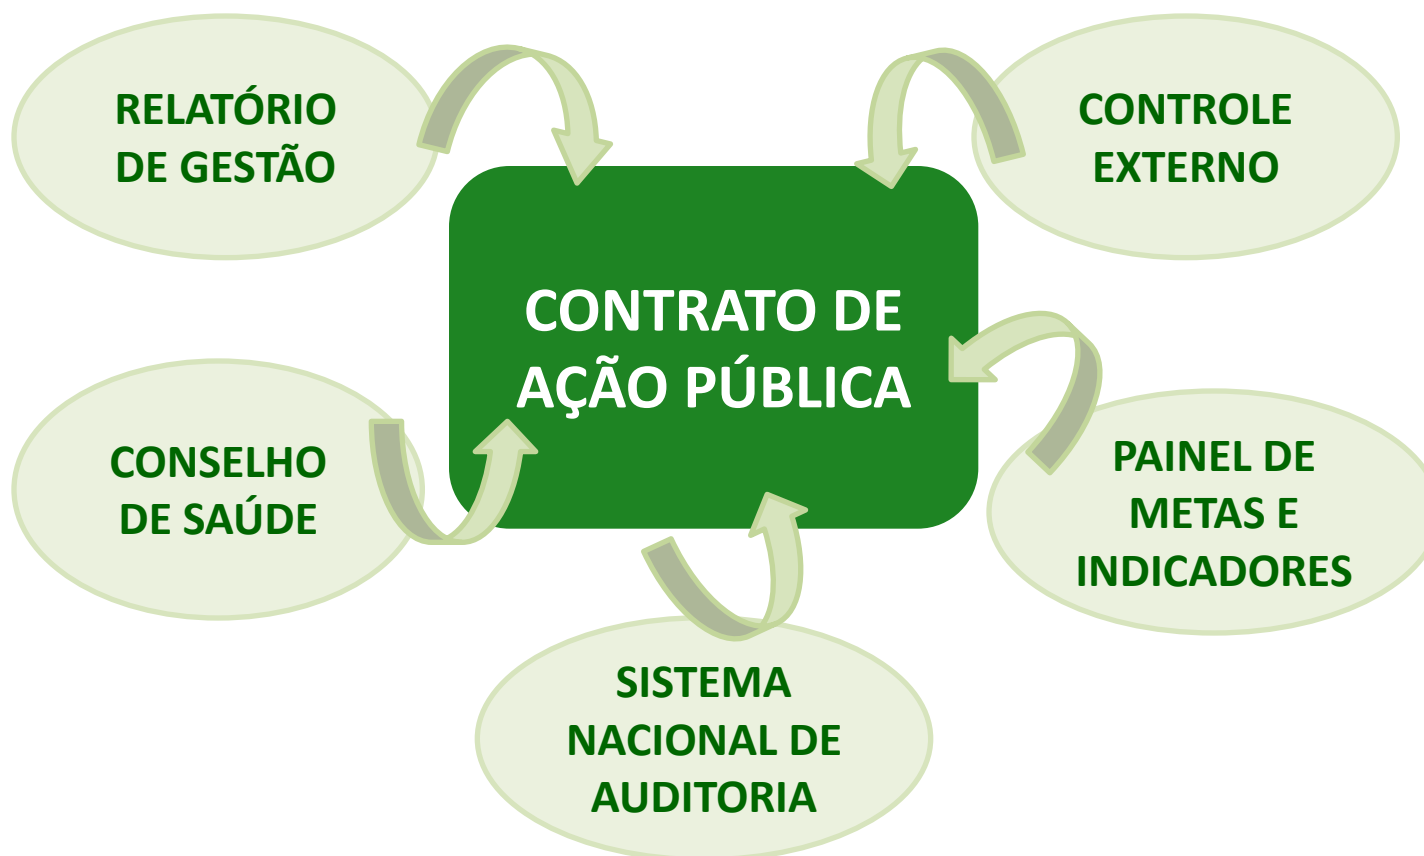 RELATÓRIO
DE GESTÃO
CONTROLE
EXTERNO
CONTRATO DE
AÇÃO PÚBLICA
CONSELHO
DE SAÚDE
PAINEL DE
METAS E
INDICADORES
SISTEMA
NACIONAL DE
AUDITORIA